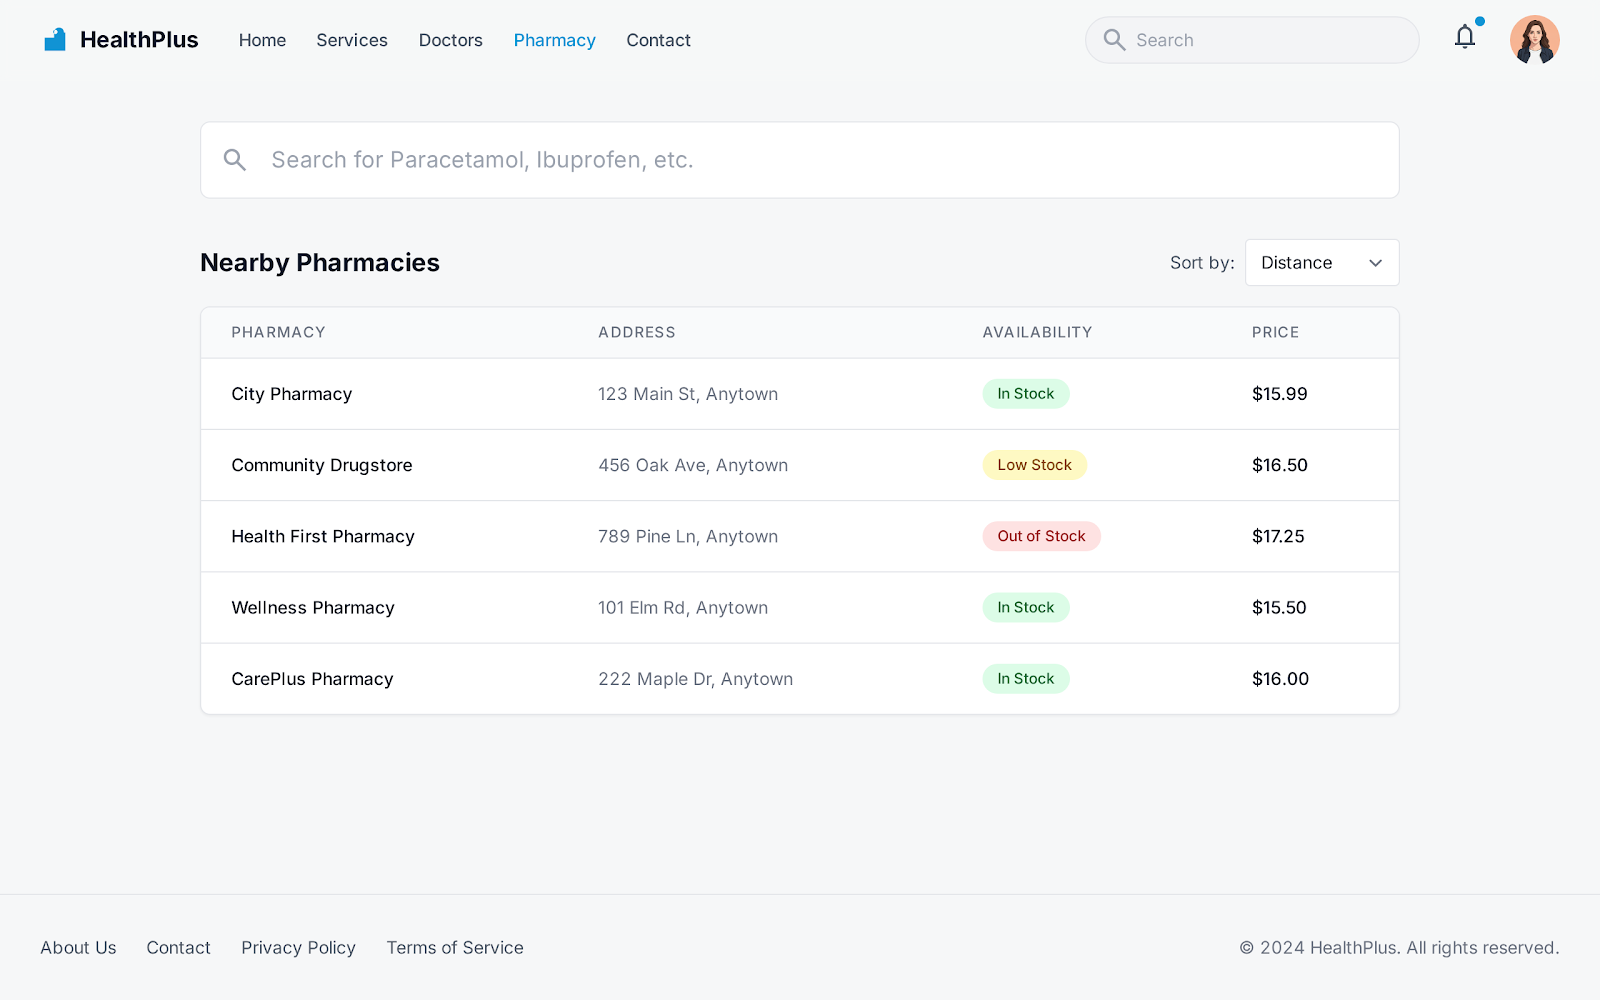 HealthPlus Home Services Doctors Pharmacy Contact Search
Search for Paracetamol, Ibuprofen, etc.
Nearby Pharmacies Sort by: Distance
PHARMACY ADDRESS AVAILABILITY PRICE
City Pharmacy 123 Main St, Anytown In Stock $15.99
Community Drugstore 456 Oak Ave, Anytown Low Stock $16.50
Health First Pharmacy 789 Pine Ln, Anytown Out of Stock $17.25
Wellness Pharmacy 101 Elm Rd, Anytown In Stock $15.50
CarePlus Pharmacy 222 Maple Dr, Anytown In Stock $16.00
About Us Contact Privacy Policy Terms of Service © 2024 HealthPlus. All rights reserved.